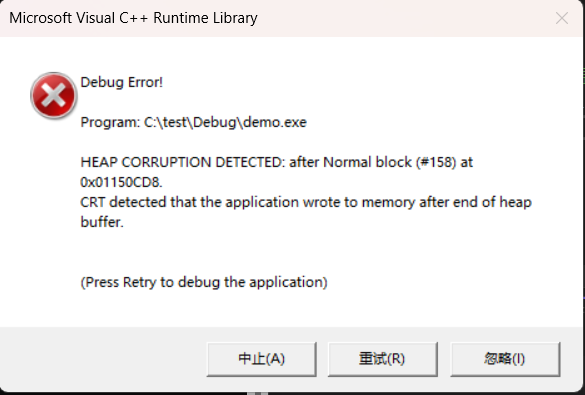 Microsoft Visual C++ Runtime Library
Debug Error!
Program: C:\test\Debug\demo.exe
HEAP CORRUPTION DETECTED: after Normal block (#158) at
0x01150CD8.
CRT detected that the application wrote to memory after end of heap
buffer.
(Press Retry to debug the application)
中止(A) 重试(R) 忽略(I)